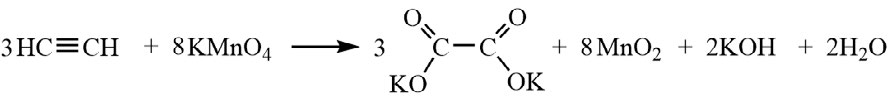 3HC≡CH + 8KMnO₄ ⟶ 3 KO–C(=O)–C(=O)–OK + 8MnO₂ + 2KOH + 2H₂O